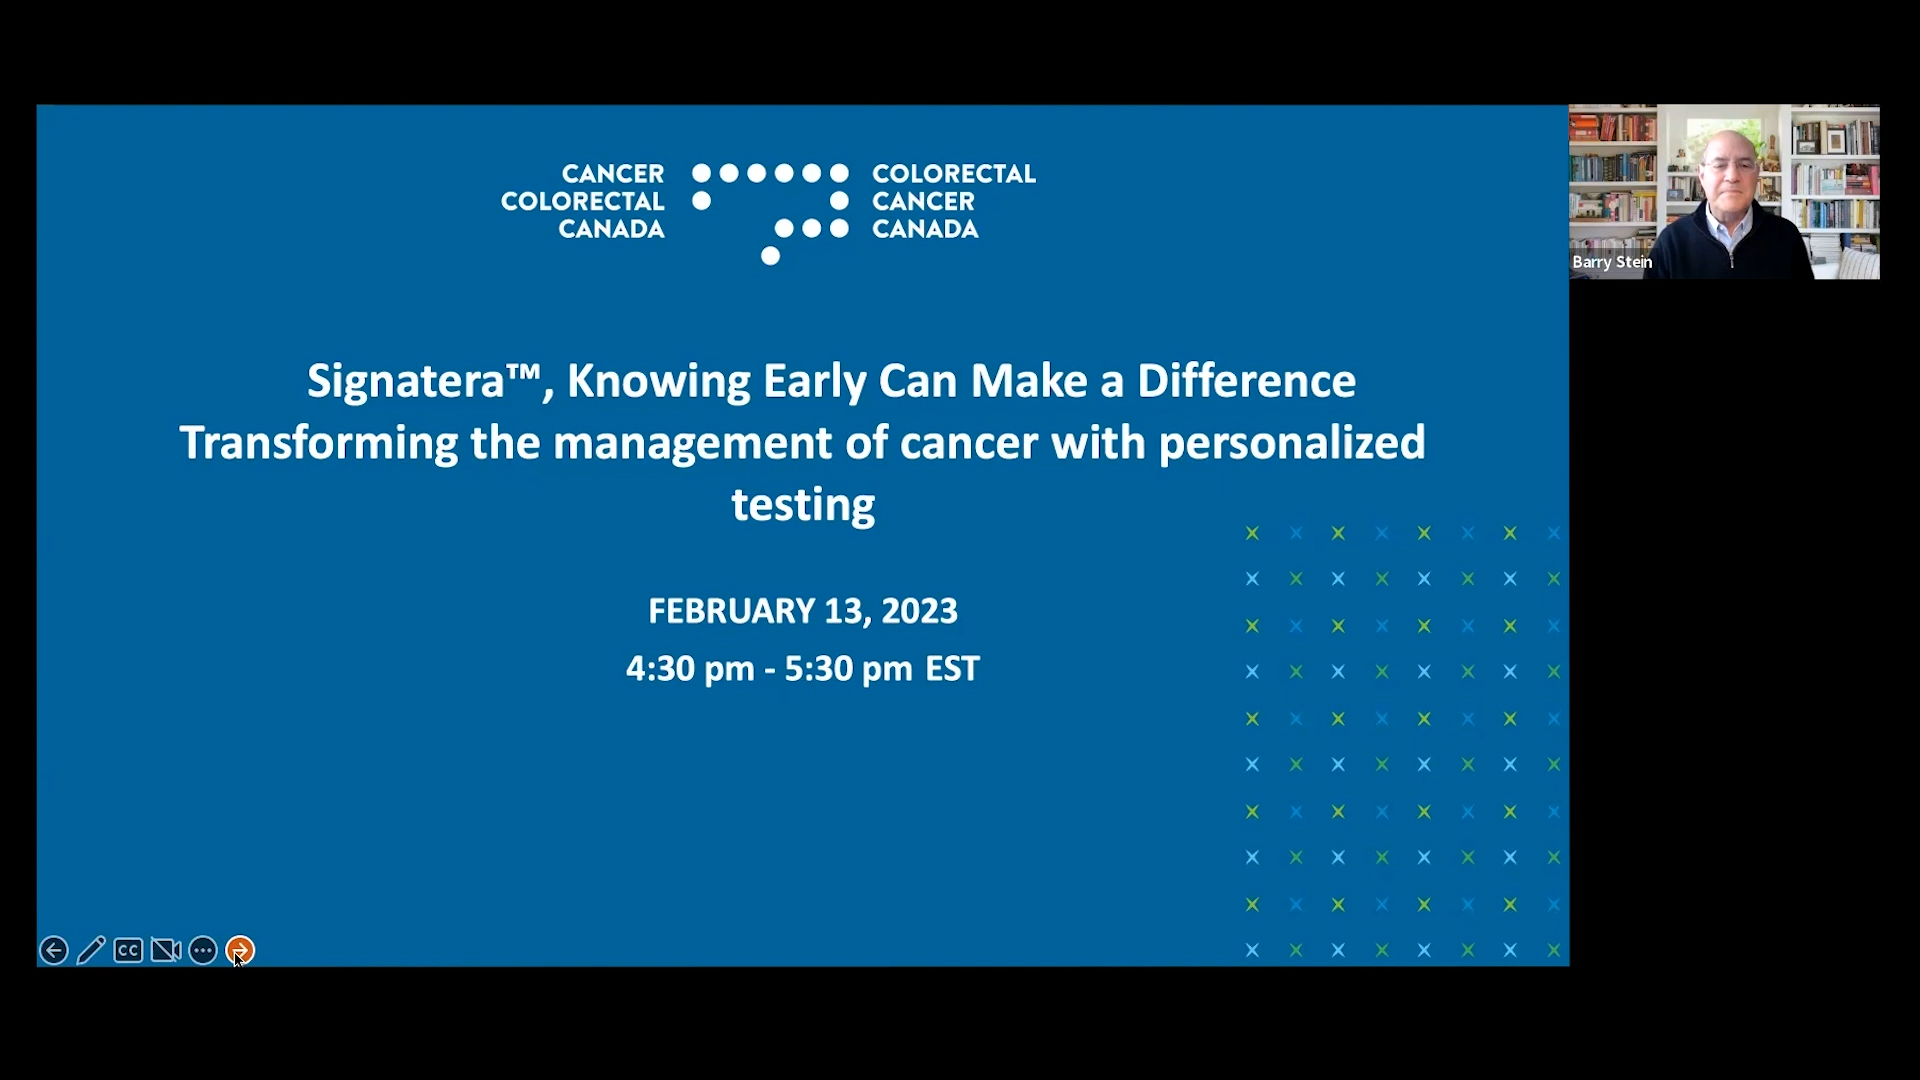 CANCER
COLORECTAL
CANADA
COLORECTAL
CANCER
CANADA
Signatera™, Knowing Early Can Make a Difference
Transforming the management of cancer with personalized
testing
FEBRUARY 13, 2023
4:30 pm - 5:30 pm EST
CC
Barry Stein